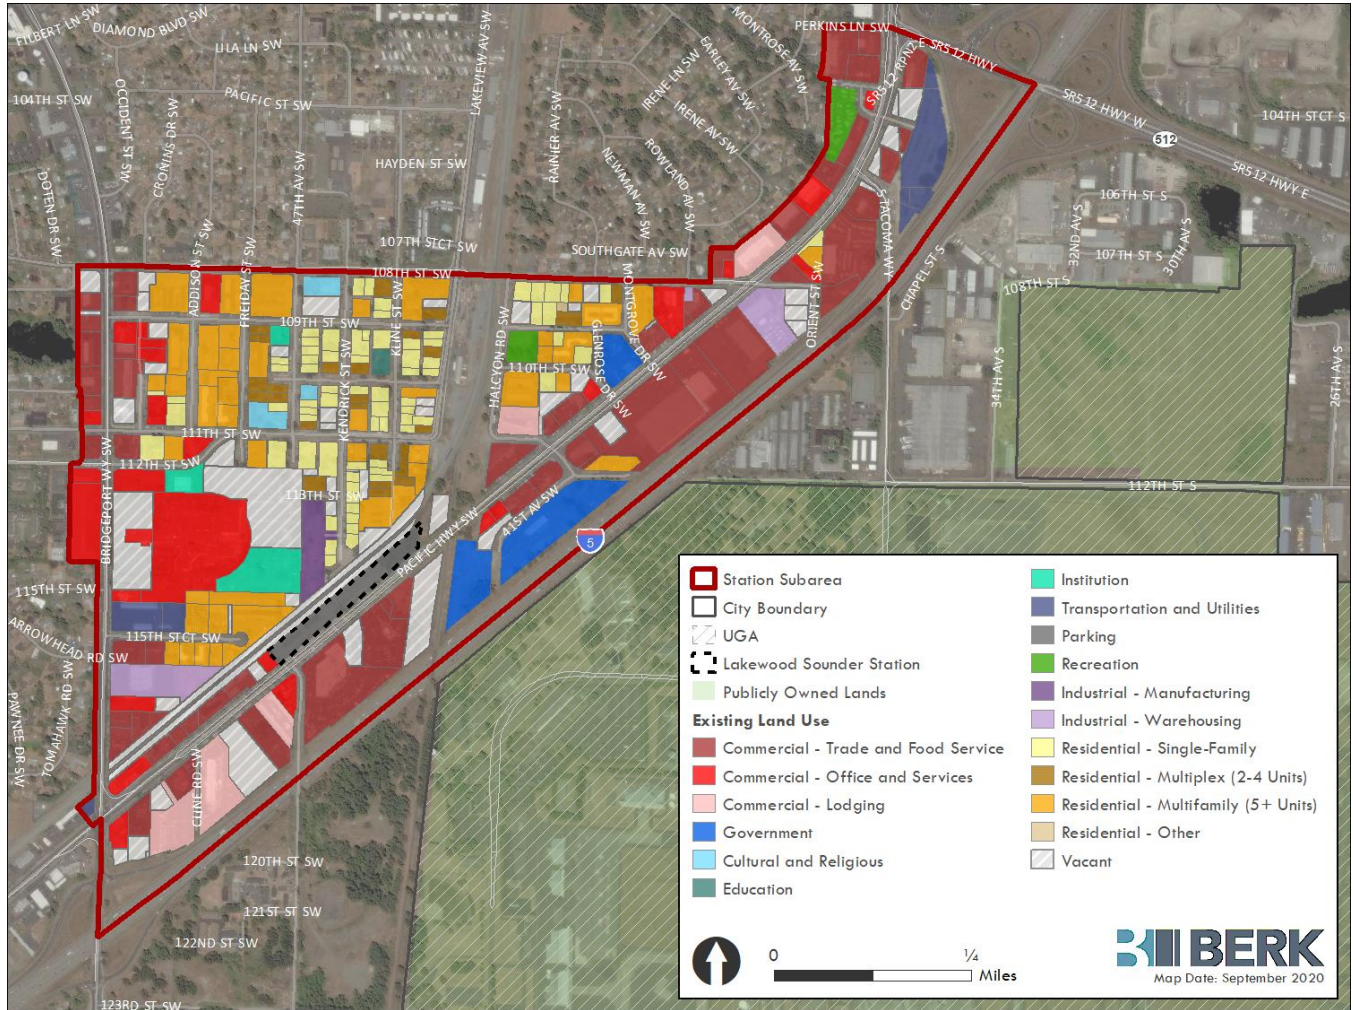 FILBERT LN SW
DIAMOND BLVD SW
LILA LN SW
LAKEVIEW AV SW
MONTROSE AV SW
PERKINS LN SW
EARLEY AV SW
IRENE LN SW
SR512 RPNZ
E SR512 HWY
SR512 HWY W
512
SR512 HWY E
104TH STCT S
104TH ST SW
OCCIDENT ST SW
PACIFIC ST SW
CRONINS DR SW
RAINIER AV SW
IRENE AV SW
ROWLAND AV SW
NEWMAN AV SW
HAYDEN ST SW
DOTEN DR SW
47TH AV SW
107TH STCT SW
SOUTHGATE AV SW
S TACOMA WY
106TH ST S
32ND AV S
107TH ST S
30TH AV S
108TH ST S
CHAPEL ST S
ADDISON ST SW
FREIDAY ST SW
108TH ST SW
109TH ST SW
KLINE ST SW
KENDRICK ST SW
HALCYON RD SW
MONTGROVE DR SW
GLENROSE DR SW
110TH ST SW
ORIENT ST SW
34TH AV S
26TH AV S
111TH ST SW
112TH ST SW
113TH ST SW
BRIDGEPORT WY SW
PACIFIC HWY SW
41ST AV SW
5
112TH ST S
115TH ST SW
ARROWHEAD RD SW
115TH STCT SW
PAWNEE DR SW
TOMAHAWK RD SW
CLINE RD SW
120TH ST SW
121ST ST SW
122ND ST SW
123RD ST SW
Station Subarea
City Boundary
UGA
Lakewood Sounder Station
Publicly Owned Lands
Existing Land Use
Commercial - Trade and Food Service
Commercial - Office and Services
Commercial - Lodging
Government
Cultural and Religious
Education
Institution
Transportation and Utilities
Parking
Recreation
Industrial - Manufacturing
Industrial - Warehousing
Residential - Single-Family
Residential - Multiplex (2-4 Units)
Residential - Multifamily (5+ Units)
Residential - Other
Vacant
0 ¼
Miles
BERK
Map Date: September 2020